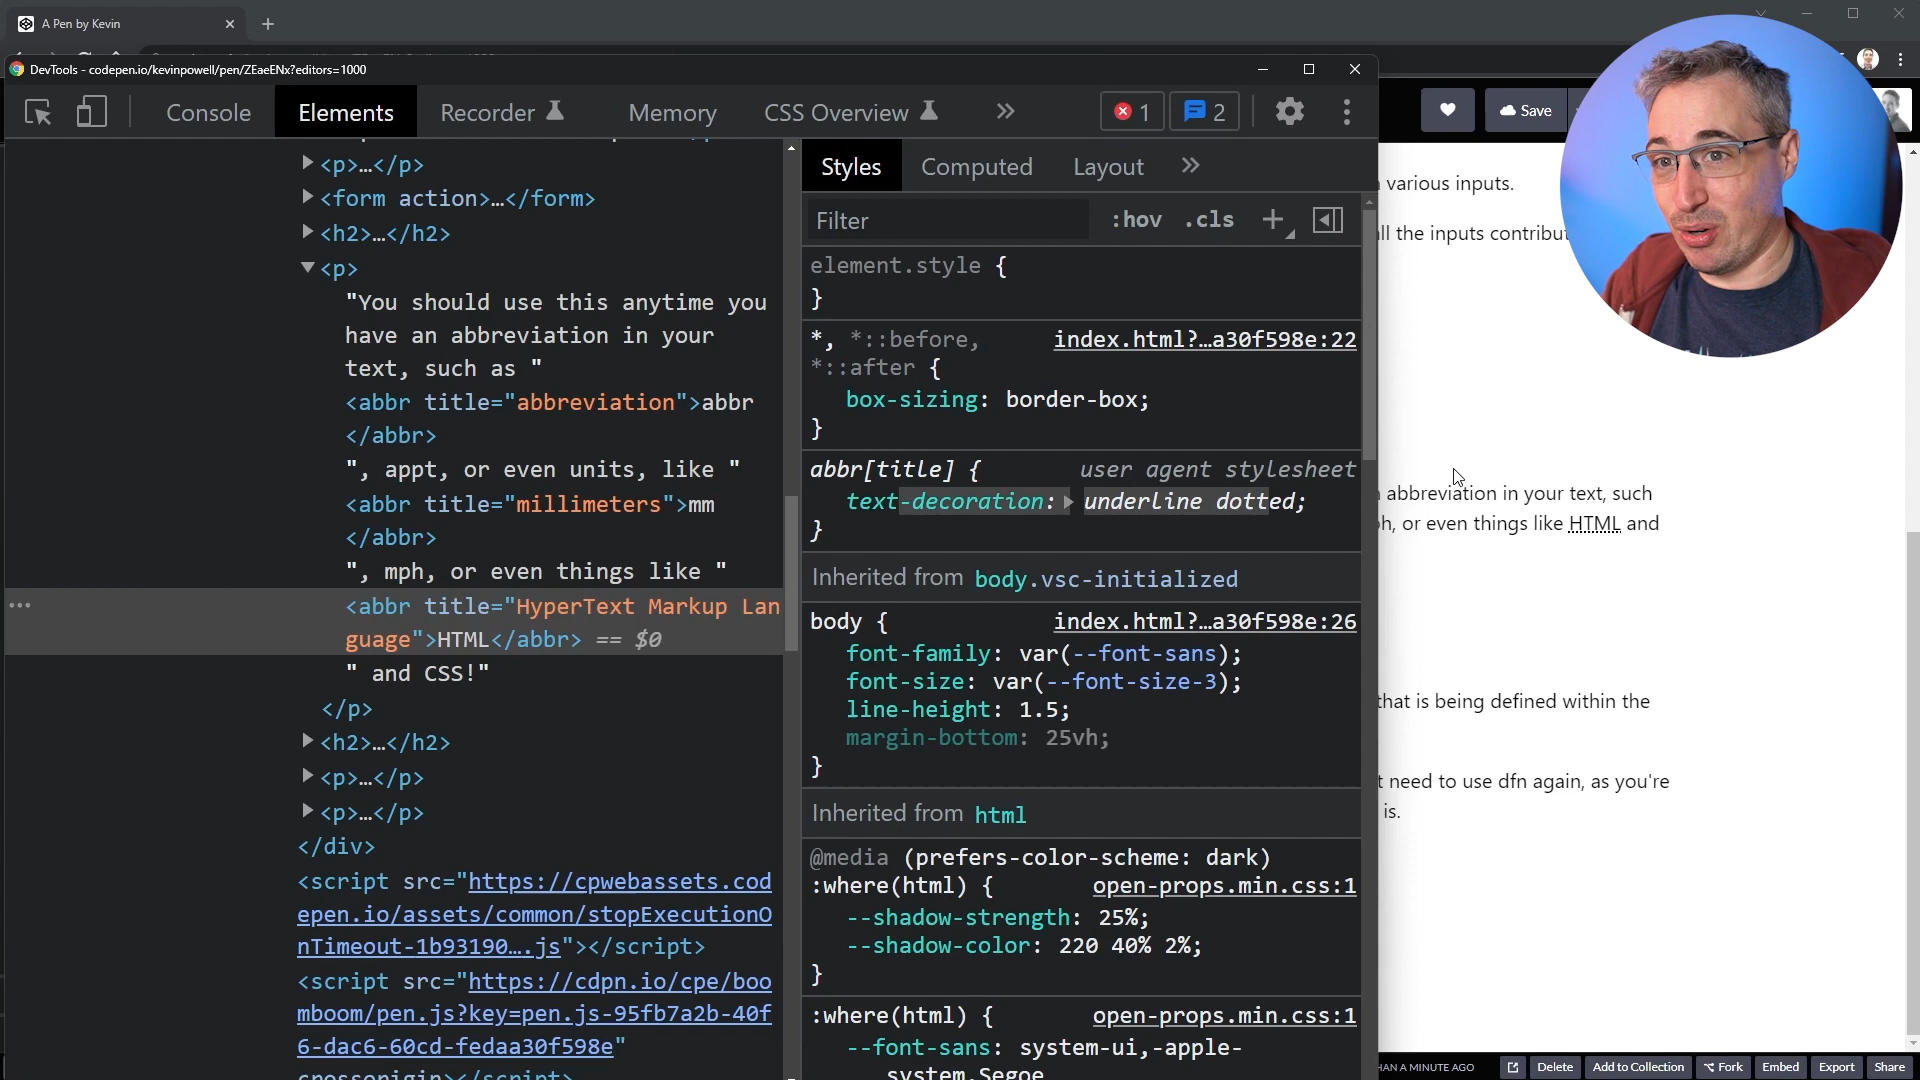 A Pen by Kevin
DevTools - codepen.io/kevinpowell/pen/ZEaeENx?editors=1000
Console Elements Recorder Memory CSS Overview 1 2
<p>…</p>
<form action>…</form>
<h2>…</h2>
<p>
"You should use this anytime you
have an abbreviation in your
text, such as "
<abbr title="abbreviation">abbr
</abbr>
", appt, or even units, like "
<abbr title="millimeters">mm
</abbr>
", mph, or even things like "
<abbr title="HyperText Markup Lan
guage">HTML</abbr> == $0
" and CSS!"
</p>
<h2>…</h2>
<p>…</p>
<p>…</p>
</div>
<script src="https://cpwebassets.cod
epen.io/assets/common/stopExecutionO
nTimeout-1b93190….js"></script>
<script src="https://cdpn.io/cpe/boo
mboom/pen.js?key=pen.js-95fb7a2b-40f
6-dac6-60cd-fedaa30f598e"
crossorigin></script>
Styles Computed Layout
Filter :hov .cls
element.style {
}
*, *::before, index.html?…a30f598e:22
*::after {
box-sizing: border-box;
}
abbr[title] { user agent stylesheet
text-decoration: underline dotted;
}
Inherited from body.vsc-initialized
body { index.html?…a30f598e:26
font-family: var(--font-sans);
font-size: var(--font-size-3);
line-height: 1.5;
margin-bottom: 25vh;
}
Inherited from html
@media (prefers-color-scheme: dark)
:where(html) { open-props.min.css:1
--shadow-strength: 25%;
--shadow-color: 220 40% 2%;
}
:where(html) { open-props.min.css:1
--font-sans: system-ui,-apple-
system,Segoe
Save
various inputs.
ll the inputs contribut
abbreviation in your text, such
h, or even things like HTML and
that is being defined within the
t need to use dfn again, as you're
is.
HAN A MINUTE AGO Delete Add to Collection Fork Embed Export Share